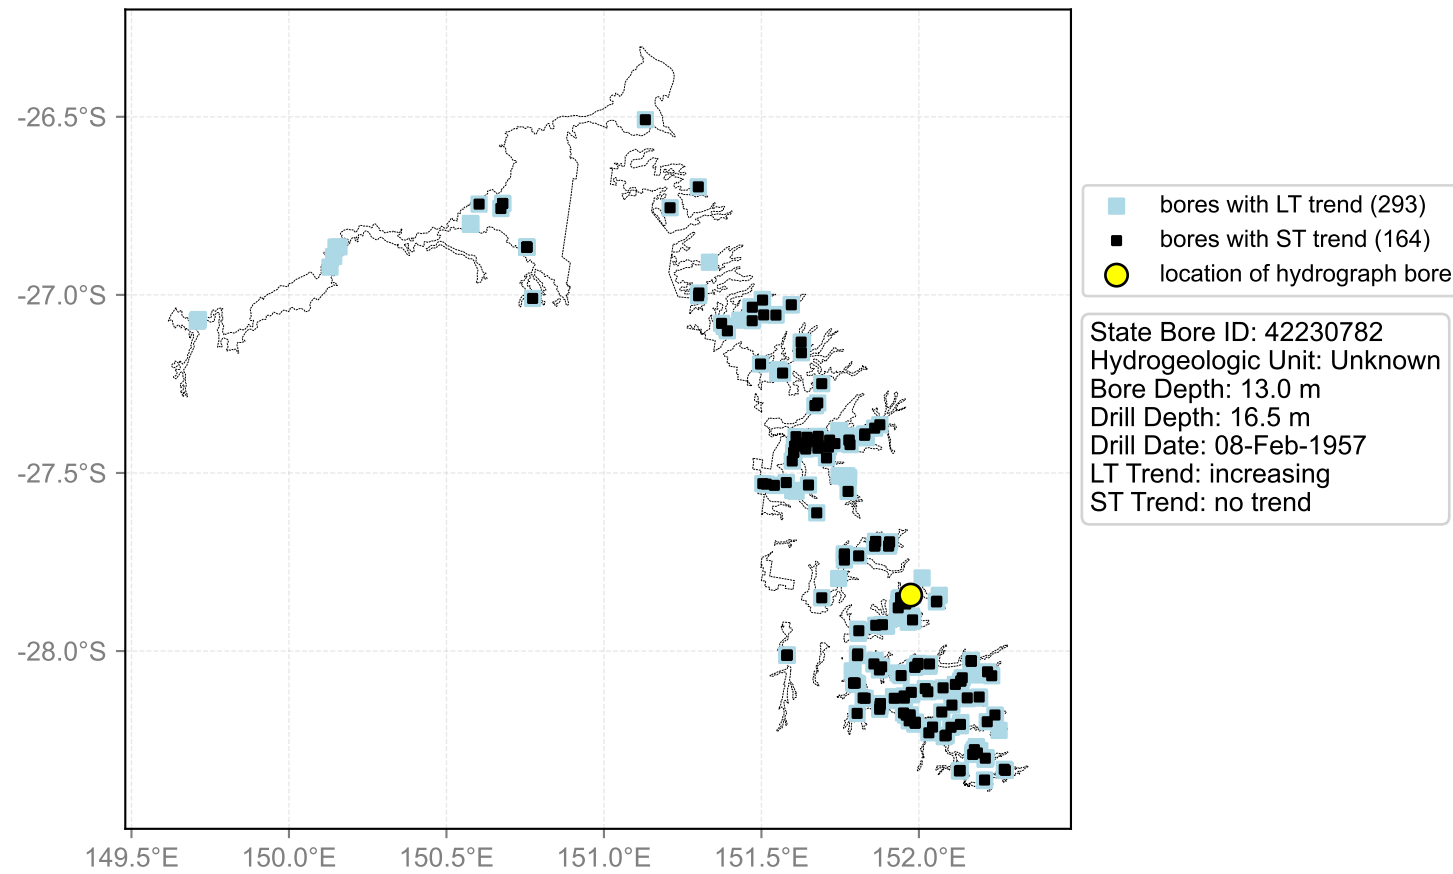 -26.5°S
-27.0°S
-27.5°S
-28.0°S
149.5°E 150.0°E 150.5°E 151.0°E 151.5°E 152.0°E
bores with LT trend (293)
bores with ST trend (164)
location of hydrograph bore
State Bore ID: 42230782
Hydrogeologic Unit: Unknown
Bore Depth: 13.0 m
Drill Depth: 16.5 m
Drill Date: 08-Feb-1957
LT Trend: increasing
ST Trend: no trend